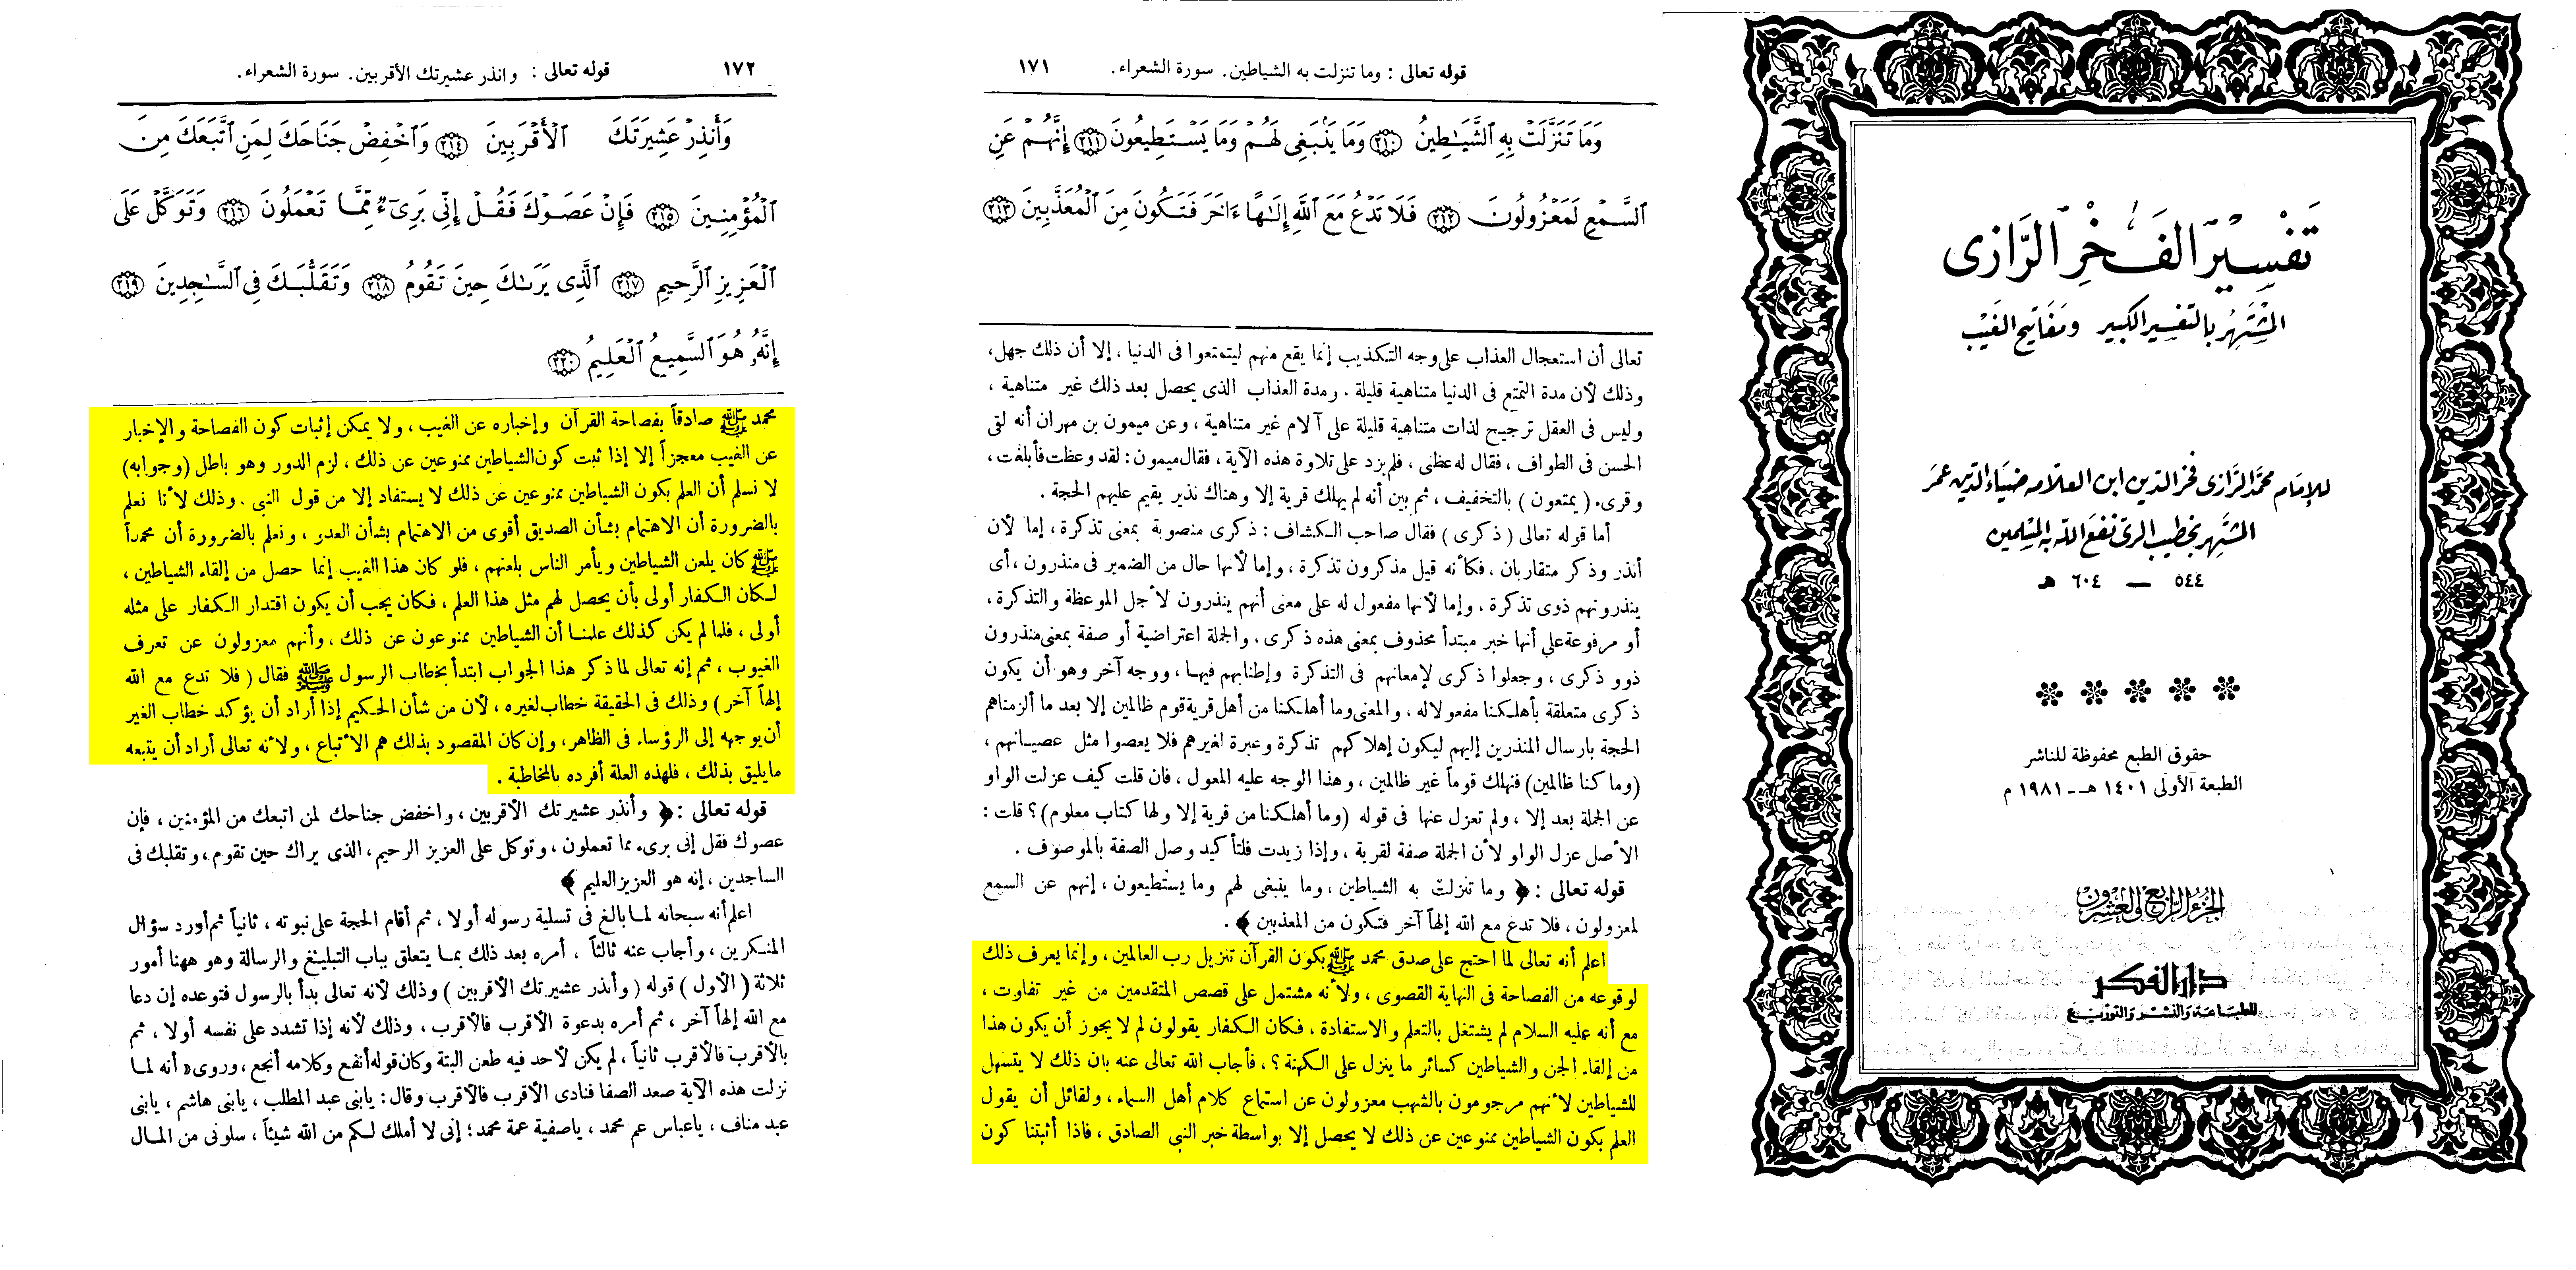 تَفْسِيرُ الفَخْرِ الرَّازِى
المُشْتَهِر بالتفسير الكبير ومفاتيح الغَيْب
للإمَام محمَّد الرَّازى فخر الدين ابن العلامه ضيَاء الدين عمَر
المشتهر بخطيب الرى نفع الله به المسلمين
٥٤٤ — ٦٠٤ هـ
حقوق الطبع محفوظة للناشر
الطبعة الأولى ١٤٠١ هـ - ١٩٨١ م
الجزء الرابع والعشرون
دار الفكر
للطبَاعَة وَالنشْر وَالتوزيْع
قوله تعالى : وما تنزلت به الشياطين. سورة الشعراء. ١٧١
وَمَا تَنَزَّلَتْ بِهِ ٱلشَّيَـٰطِينُ ٢١٠ وَمَا يَنۢبَغِى لَهُمْ وَمَا يَسْتَطِيعُونَ ٢١١ إِنَّهُمْ عَنِ
ٱلسَّمْعِ لَمَعْزُولُونَ ٢١٢ فَلَا تَدْعُ مَعَ ٱللَّهِ إِلَـٰهًا ءَاخَرَ فَتَكُونَ مِنَ ٱلْمُعَذَّبِينَ ٢١٣
تعالى أن استعجال العذاب على وجه التكذيب إنما يقع منهم ليتمتعوا فى الدنيا ، إلا أن ذلك جهل،
وذلك لأن مدة التمتع فى الدنيا متناهية قليلة . ومدة العذاب الذى يحصل بعد ذلك غير متناهية ،
وليس فى العقل ترجيح لذات متناهية قليلة على آلام غير متناهية ، وعن ميمون بن مهران أنه لقى
الحسن فى الطواف ، فقال له عظنى ، فلم يزد على تلاوة هذه الآية ، فقال ميمون : لقد وعظت فأبلغت ،
وقرىء ( يمتعون ) بالتخفيف ، ثم بين أنه لم يهلك قرية إلا وهناك نذير يقيم عليهم الحجة .
أما قوله تعالى ( ذكرى ) فقال صاحب الكشاف : ذكرى منصوبة بمعنى تذكرة ، إما لأن
أنذر وذكر متقاربان ، فكأنه قيل مذكرون تذكرة ، وإما لأنها حال من الضمير فى منذرون ، أى
ينذرونهم ذوى تذكرة . وإما لأنها مفعول له على معنى أنهم ينذرون لأجل الموعظة والتذكرة ،
أو مرفوعة على أنها خبر مبتدأ محذوف بمعنى هذه ذكرى . والجملة اعتراضية أو صفة بمعنى منذرون
ذوو ذكرى ، وجعلوا ذكرى لإمعانهم فى التذكرة وإطنابهم فيها ، ووجه آخر وهو أن يكون
ذكرى متعلقة بأهلكنا مفعولا له ، والمعنى وما أهلكنا من أهل قرية قوم ظالمين إلا بعد ما ألزمناهم
الحجة بارسال المنذرين إليهم ليكون إهلاكهم تذكرة وعبرة لغيرهم فلا يعصوا مثل عصيانهم ،
(وما كنا ظالمين) فنهلك قوماً غير ظالمين ، وهذا الوجه عليه المعول ، فان قلت كيف عزلت الواو
عن الجملة بعد إلا ، ولم تعزل عنها فى قوله (وما أهلكنا من قرية إلا ولها كتاب معلوم) ؟ قلت :
الأصل عزل الواو لأن الجملة صفة لقرية ، وإذا زيدت فلتأكيد وصل الصفة بالموصوف .
قوله تعالى : ﴿ وما تنزلت به الشياطين ، وما ينبغى لهم وما يستطيعون ، إنهم عن السمع
لمعزولون ، فلا تدع مع الله إلهاً آخر فتكون من المعذبين ﴾ .
اعلم أنه تعالى لما احتج على صدق محمد ﷺ بكون القرآن تنزيل رب العالمين ، وإنما يعرف ذلك
لوقوعه من الفصاحة فى النهاية القصوى ، ولأنه مشتمل على قصص المتقدمين من غير تفاوت ،
مع أنه عليه السلام لم يشتغل بالتعلم والاستفادة ، فكان الكفار يقولون لم لا يجوز أن يكون هذا
من إلقاء الجن والشياطين كسائر ما ينزل على الكهنة ؟ ، فأجاب الله تعالى عنه بان ذلك لا يتسهل
للشياطين لأنهم مرجومون بالشهب معزولون عن استماع كلام أهل السماء ، ولقائل أن يقول
العلم بكون الشياطين ممنوعين عن ذلك لا يحصل إلا بواسطة خبر النبى الصادق ، فاذا أثبتنا كون
١٧٢ قوله تعالى : وانذر عشيرتك الأقربين. سورة الشعراء.
وَأَنذِرْ عَشِيرَتَكَ ٱلْأَقْرَبِينَ ٢١٤ وَٱخْفِضْ جَنَاحَكَ لِمَنِ ٱتَّبَعَكَ مِنَ
ٱلْمُؤْمِنِينَ ٢١٥ فَإِنْ عَصَوْكَ فَقُلْ إِنِّى بَرِىٓءٌ مِّمَّا تَعْمَلُونَ ٢١٦ وَتَوَكَّلْ عَلَى
ٱلْعَزِيزِ ٱلرَّحِيمِ ٢١٧ ٱلَّذِى يَرَىٰكَ حِينَ تَقُومُ ٢١٨ وَتَقَلُّبَكَ فِى ٱلسَّـٰجِدِينَ ٢١٩
إِنَّهُۥ هُوَ ٱلسَّمِيعُ ٱلْعَلِيمُ ٢٢٠
محمد ﷺ صادقاً بفصاحة القرآن وإخباره عن الغيب ، ولا يمكن إثبات كون الفصاحة والإخبار
عن الغيب معجزاً إلا إذا ثبت كون الشياطين ممنوعين عن ذلك ، لزم الدور وهو باطل (وجوابه)
لا نسلم أن العلم بكون الشياطين ممنوعين عن ذلك لا يستفاد إلا من قول النبى . وذلك لأنا نعلم
بالضرورة أن الاهتمام بشأن الصديق أقوى من الاهتمام بشأن العدو ، ونعلم بالضرورة أن محمداً
ﷺ كان يلعن الشياطين ويأمر الناس بلعنهم ، فلو كان هذا الغيب إنما حصل من إلقاء الشياطين ،
لكان الكفار أولى بأن يحصل لهم مثل هذا العلم ، فكان يجب أن يكون اقتدار الكفار على مثله
أولى ، فلما لم يكن كذلك علمنا أن الشياطين ممنوعون عن ذلك ، وأنهم معزولون عن تعرف
الغيوب ، ثم إنه تعالى لما ذكر هذا الجواب ابتدأ بخطاب الرسول ﷺ فقال ( فلا تدع مع الله
إلهاً آخر ) وذلك فى الحقيقة خطاب لغيره ، لأن من شأن الحكيم إذا أراد أن يؤكد خطاب الغير
أن يوجهه إلى الرؤساء فى الظاهر ، وإن كان المقصود بذلك هم الأتباع ، ولأنه تعالى أراد أن يتبعه
ما يليق بذلك ، فلهذه العلة أفرده بالمخاطبة .
قوله تعالى : ﴿ وأنذر عشيرتك الأقربين ، واخفض جناحك لمن اتبعك من المؤمنين ، فإن
عصوك فقل إنى برىء مما تعملون ، وتوكل على العزيز الرحيم ، الذى يراك حين تقوم ، وتقلبك فى
الساجدين ، إنه هو العزيز العليم ﴾
اعلم أنه سبحانه لما بالغ فى تسلية رسوله أولا ، ثم أقام الحجة على نبوته ، ثانياً ثم أورد سؤال
المنكرين ، وأجاب عنه ثالثاً ، أمره بعد ذلك بما يتعلق بباب التبليغ والرسالة وهو ههنا أمور
ثلاثة ( الأول ) قوله ( وأنذر عشيرتك الأقربين ) وذلك لأنه تعالى بدأ بالرسول فتوعده إن دعا
مع الله إلهاً آخر ، ثم أمره بدعوة الأقرب فالأقرب ، وذلك لأنه إذا تشدد على نفسه أولا ، ثم
بالأقرب فالأقرب ثانياً ، لم يكن لأحد فيه طعن البتة وكان قوله أنفع وكلامه أنجع ، وروى « أنه لما
نزلت هذه الآية صعد الصفا فنادى الأقرب فالأقرب وقال : يا بنى عبد المطلب ، يا بنى هاشم ، يا بنى
عبد مناف ، يا عباس عم محمد ، يا صفية عمة محمد ؛ إنى لا أملك لكم من الله شيئاً ، سلونى من المال